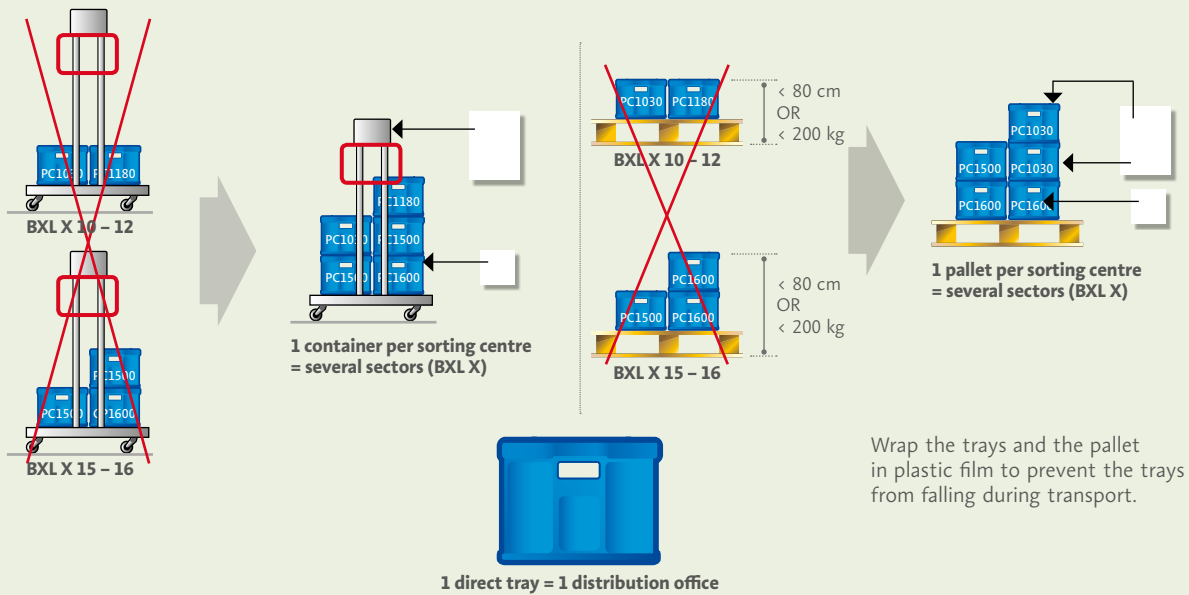 PC1030 PC1180
BXL X 10 – 12
PC1500
PC1500
BXL X 15 – 16
PC1180
PC1030 PC1500
PC1500 PC1600
1 container per sorting centre
= several sectors (BXL X)
PC1030 PC1180
< 80 cm
OR
< 200 kg
BXL X 10 – 12
PC1600
PC1500 PC1600
< 80 cm
OR
< 200 kg
BXL X 15 – 16
PC1030
PC1500 PC1030
PC1600 PC1600
1 pallet per sorting centre
= several sectors (BXL X)
Wrap the trays and the pallet
in plastic film to prevent the trays
from falling during transport.
1 direct tray = 1 distribution office